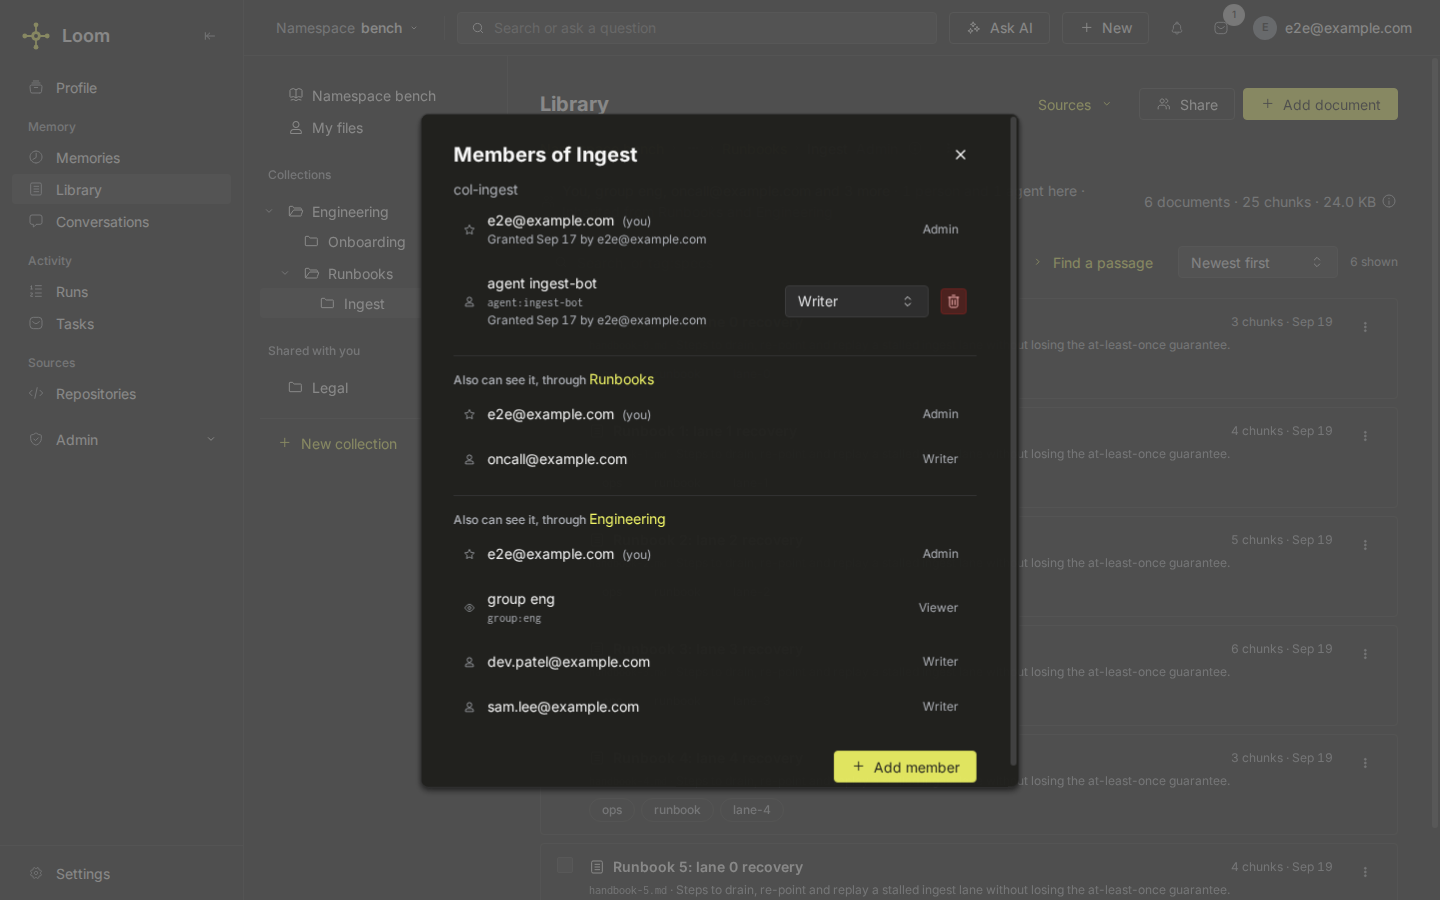 Loom
Namespace bench
Search or ask a question
Ask AI
New
1
E
e2e@example.com
Profile
Memory
Memories
Library
Conversations
Activity
Runs
Tasks
Sources
Repositories
Admin
Settings
Namespace bench
My files
Collections
Engineering
Onboarding
Runbooks
Ingest
Shared with you
Legal
New collection
Library
Sources
Share
Add document
gent here ·
6 documents · 25 chunks · 24.0 KB
Find a passage
Newest first
6 shown
Members of Ingest
col-ingest
e2e@example.com (you)
Granted Sep 17 by e2e@example.com
Admin
agent ingest-bot
agent:ingest-bot
Granted Sep 17 by e2e@example.com
Writer
Also can see it, through Runbooks
e2e@example.com (you)
Admin
oncall@example.com
Writer
Also can see it, through Engineering
e2e@example.com (you)
Admin
group eng
group:eng
Viewer
dev.patel@example.com
Writer
sam.lee@example.com
Writer
Add member
3 chunks · Sep 19
ut losing the at-least-once guarantee.
4 chunks · Sep 19
ut losing the at-least-once guarantee.
5 chunks · Sep 19
ut losing the at-least-once guarantee.
6 chunks · Sep 19
ut losing the at-least-once guarantee.
3 chunks · Sep 19
ut losing the at-least-once guarantee.
ops
runbook
lane-4
Runbook 5: lane 0 recovery
4 chunks · Sep 19
handbook-5.md · Steps to drain, re-point and replay a stalled ingest lane without losing the at-least-once guarantee.